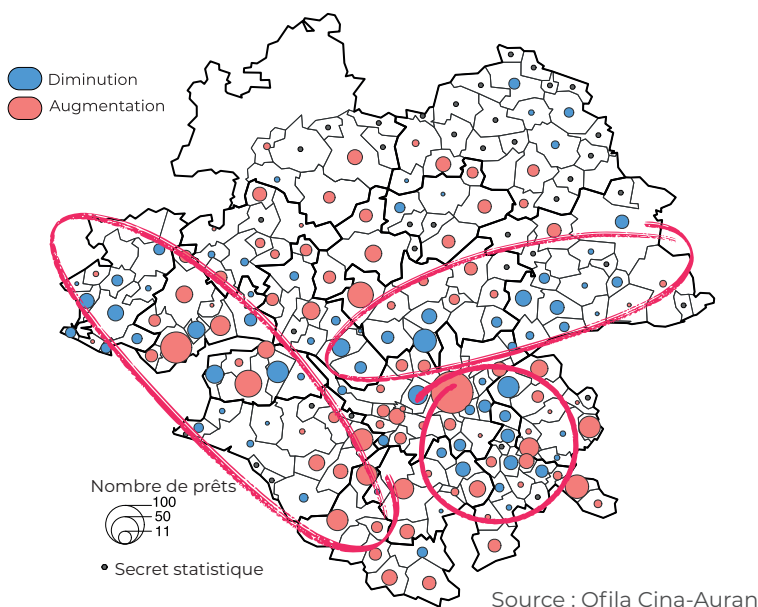 Diminution
Augmentation
Nombre de prêts
100
50
11
Secret statistique
Source : Ofila Cina-Auran